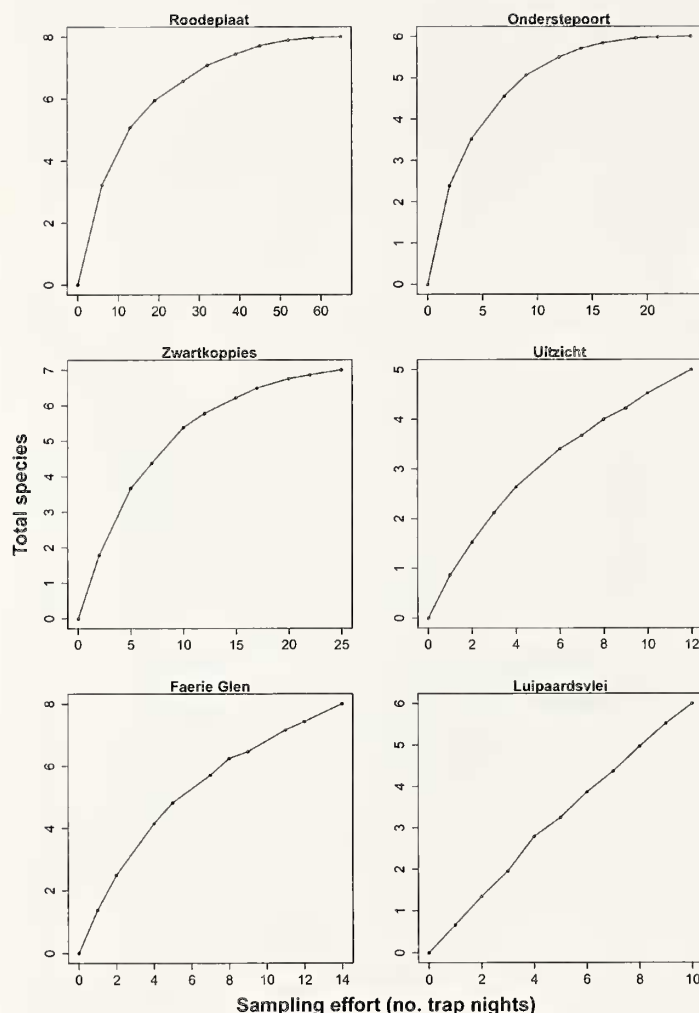 Roodeplaat
8
6
4
2
0
0 10 20 30 40 50 60
Onderstepoort
6
5
4
3
2
1
0
0 5 10 15 20
Zwartkoppies
7
6
5
4
3
2
1
0
0 5 10 15 20 25
Uitzicht
5
4
3
2
1
0
0 2 4 6 8 10 12
Faerie Glen
8
6
4
2
0
0 2 4 6 8 10 12 14
Luipaardsvlei
6
5
4
3
2
1
0
0 2 4 6 8 10
Total species
Sampling effort (no. trap nights)